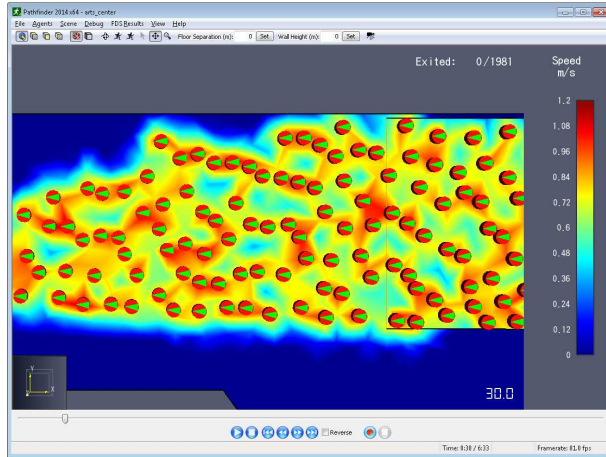 Pathfinder 2014 x64 - arts_center
File Agents Scene Debug FDS Results View Help
Floor Separation (m): 0 Set Wall Height (m): 0 Set
Exited: 0/1981 Speed
m/s
1.2
1.08
0.96
0.84
0.72
0.6
0.48
0.36
0.24
0.12
0
Y
X
30.0
Reverse
Time: 0:30 / 6:33 Framerate: 81.0 fps